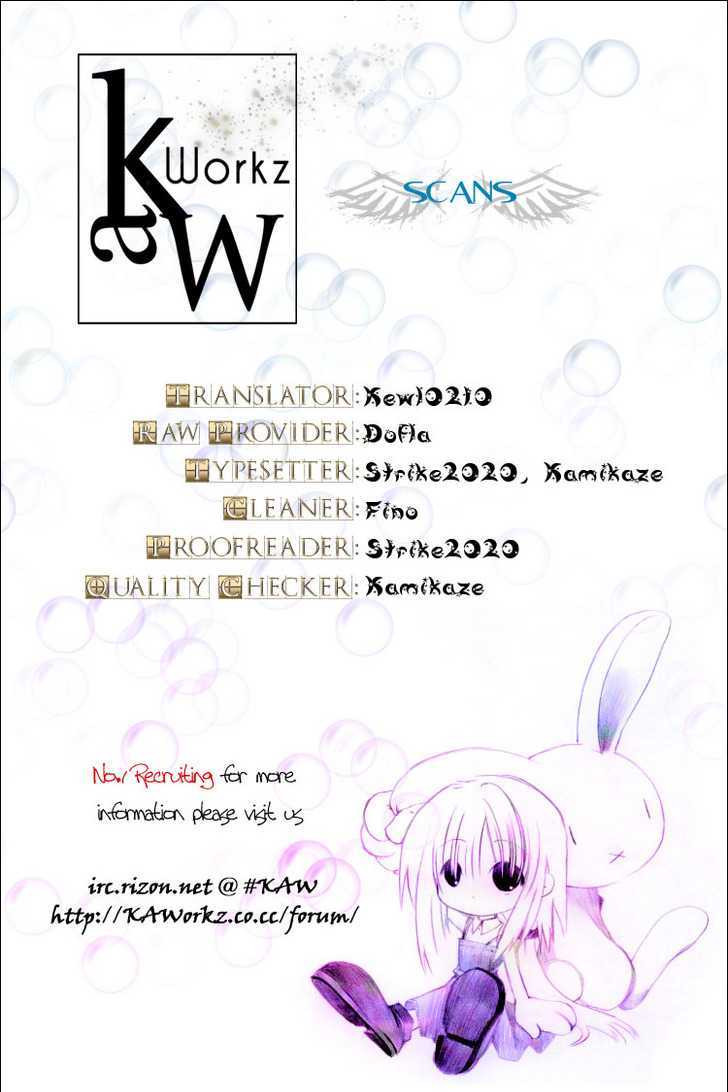 kaW
Workz
SCANS
Translator: Kew10210
Raw Provider: Dofla
Typesetter: Strike2020, Kamikaze
Cleaner: Fino
Proofreader: Strike2020
Quality Checker: Kamikaze
Now Recruiting for more
information please visit us
irc.rizon.net @ #KAW
http://KAWorkz.co.cc/forum/